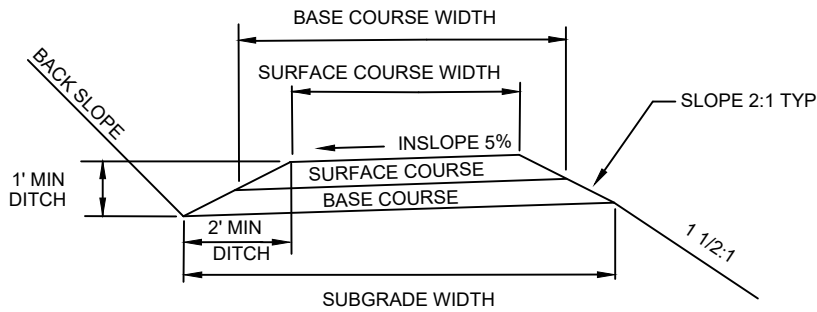 BASE COURSE WIDTH
BACK SLOPE
SURFACE COURSE WIDTH
SLOPE 2:1 TYP
INSLOPE 5%
SURFACE COURSE
1' MIN
DITCH
BASE COURSE
2' MIN
DITCH
1 1/2:1
SUBGRADE WIDTH